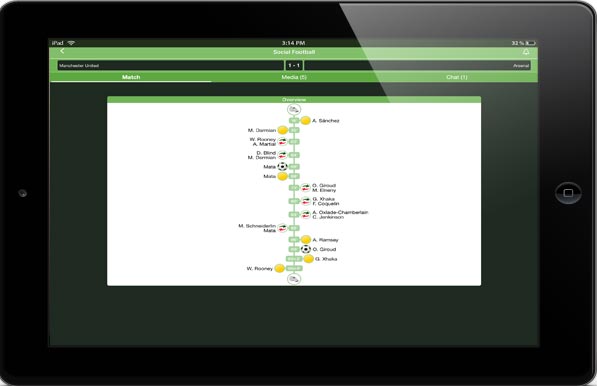 iPad
3:14 PM
32 %
Social Football
Manchester United
1 - 1
Arsenal
Match
Media (5)
Chat (1)
Overview
A. Sánchez
M. Darmian
W. Rooney
A. Martial
D. Blind
M. Darmian
Mata
Mata
O. Giroud
M. Elneny
G. Xhaka
F. Coquelin
A. Oxlade-Chamberlain
C. Jenkinson
M. Schneiderlin
Mata
A. Ramsey
O. Giroud
G. Xhaka
W. Rooney